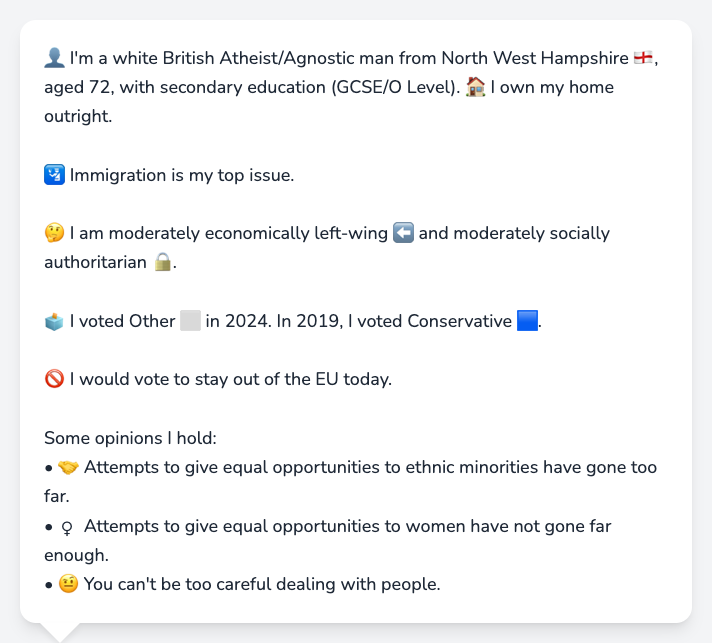 👤 I'm a white British Atheist/Agnostic man from North West Hampshire 🏴󠁧󠁢󠁥󠁮󠁧󠁿,
aged 72, with secondary education (GCSE/O Level). 🏠 I own my home
outright.
🛂 Immigration is my top issue.
🤔 I am moderately economically left-wing ⬅️ and moderately socially
authoritarian 🔒.
🗳️ I voted Other ⬜ in 2024. In 2019, I voted Conservative 🟦.
🚫 I would vote to stay out of the EU today.
Some opinions I hold:
• 🤝 Attempts to give equal opportunities to ethnic minorities have gone too
far.
• ♀ Attempts to give equal opportunities to women have not gone far
enough.
• 🤨 You can't be too careful dealing with people.